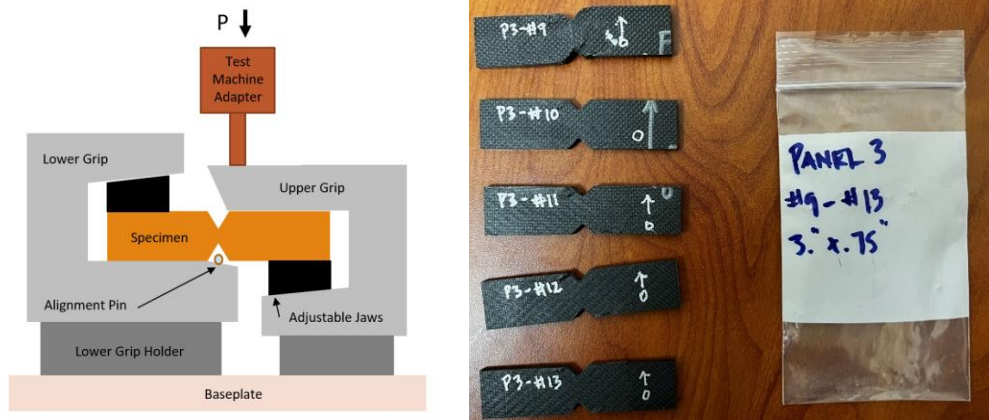 P
Test
Machine
Adapter
Lower Grip
Upper Grip
Specimen
Alignment Pin
Adjustable Jaws
Lower Grip Holder
Baseplate
P3-#9
0
F
P3-#10
0
P3-#11
0
P3-#12
0
P3-#13
0
PANEL 3
#9-#13
3." x .75"